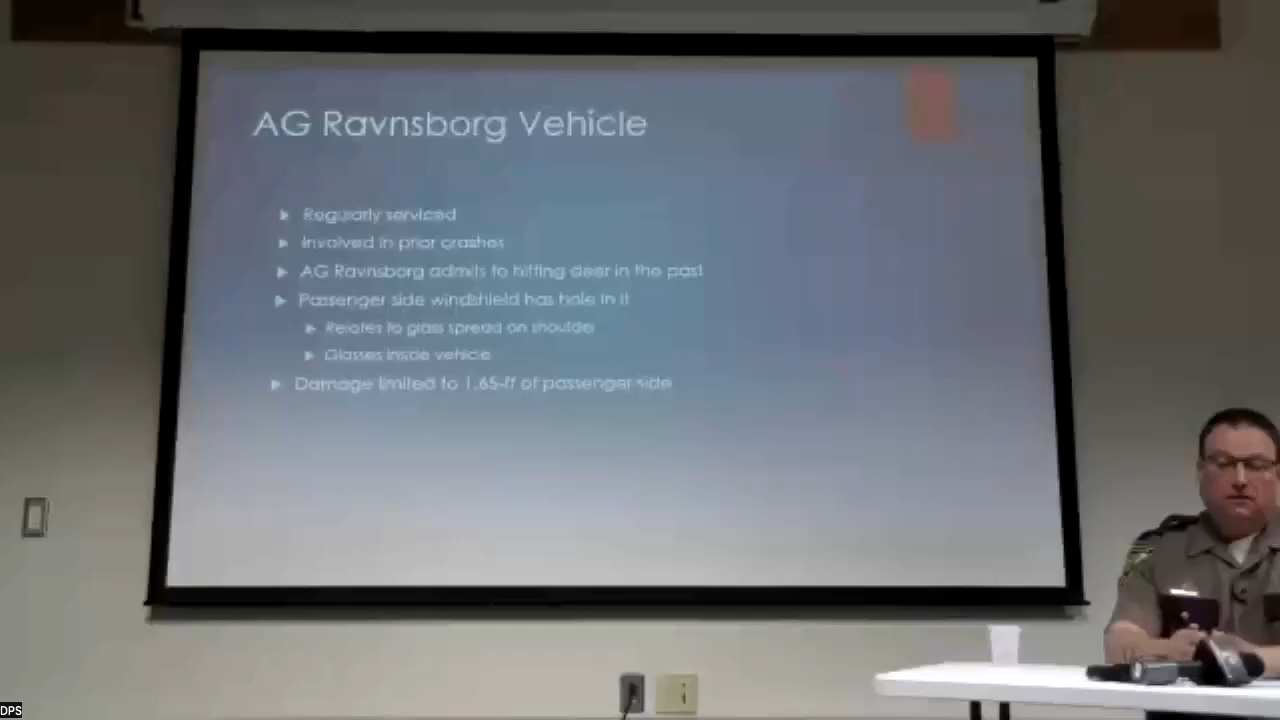 AG Ravnsborg Vehicle
Regularly serviced
Involved in prior crashes
AG Ravnsborg admits to hitting deer in the past
Passenger side windshield has hole in it
Relates to glass spread on shoulder
Glasses inside vehicle
Damage limited to 1.65-ft of passenger side
DPS